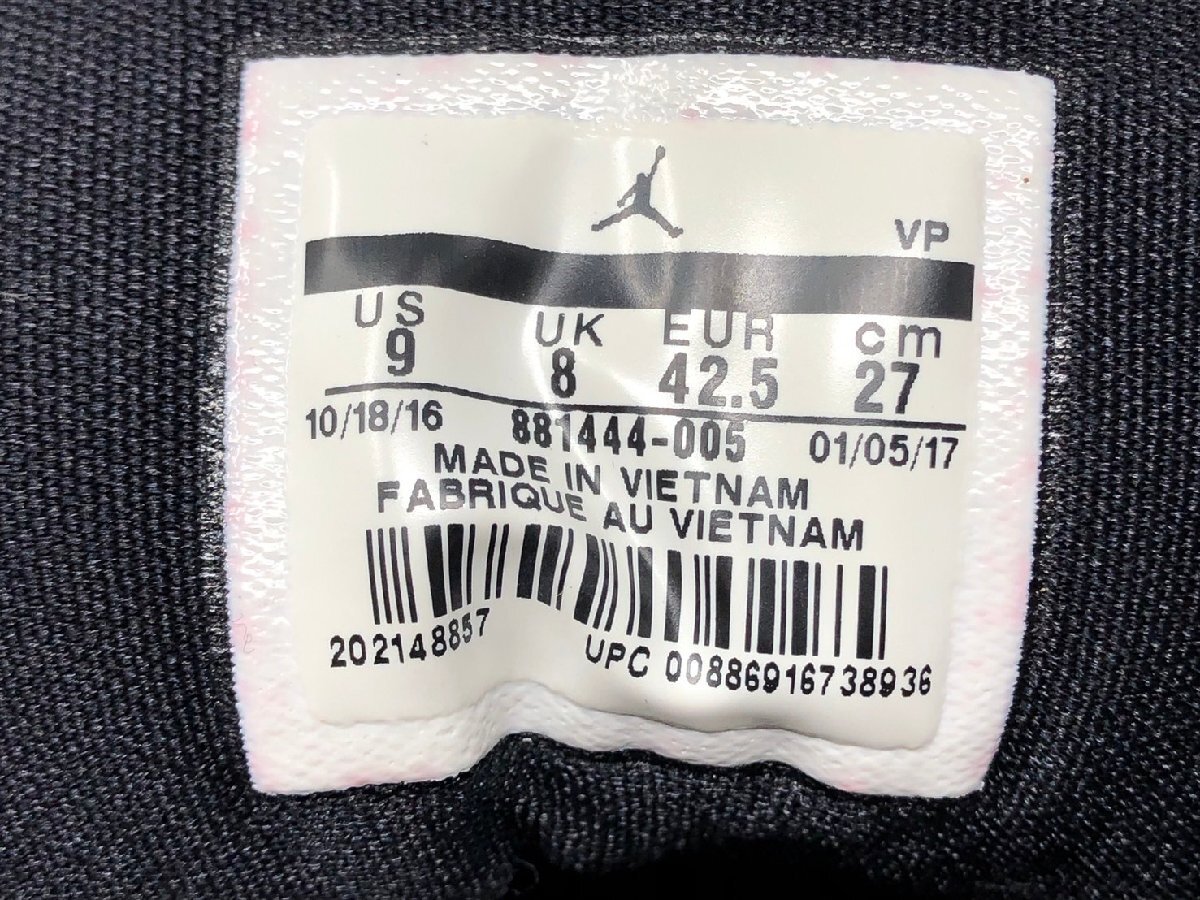 VP
US UK EUR cm
9 8 42.5 27
10/18/16 881444-005 01/05/17
MADE IN VIETNAM
FABRIQUE AU VIETNAM
202148857 UPC 00886916738936